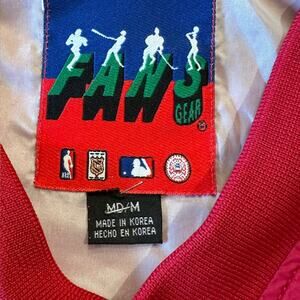 FANS
GEAR
MD/M
MADE IN KOREA
HECHO EN KOREA